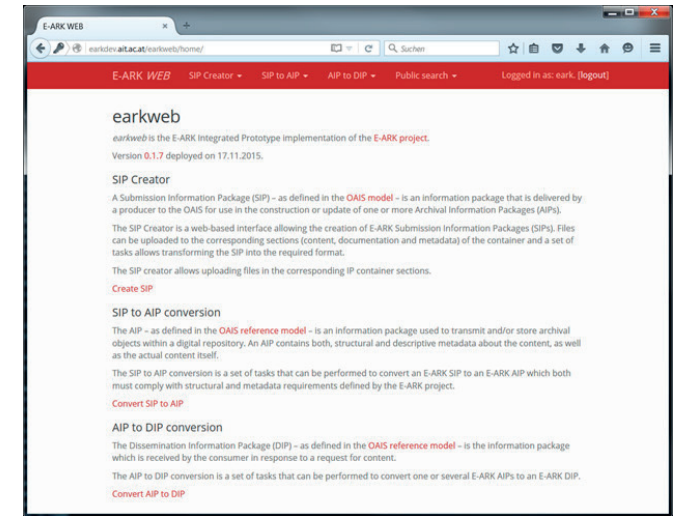 E-ARK WEB × +
earkdev.ait.ac.at/earkweb/home/ Suchen
E-ARK WEB SIP Creator SIP to AIP AIP to DIP Public search Logged in as: eark. [logout]
earkweb
earkweb is the E-ARK Integrated Prototype implementation of the E-ARK project.
Version 0.1.7 deployed on 17.11.2015.
SIP Creator
A Submission Information Package (SIP) – as defined in the OAIS model – is an information package that is delivered by
a producer to the OAIS for use in the construction or update of one or more Archival Information Packages (AIPs).
The SIP Creator is a web-based interface allowing the creation of E-ARK Submission Information Packages (SIPs). Files
can be uploaded to the corresponding sections (content, documentation and metadata) of the container and a set of
tasks allows transforming the SIP into the required format.
The SIP creator allows uploading files in the corresponding IP container sections.
Create SIP
SIP to AIP conversion
The AIP – as defined in the OAIS reference model – is an information package used to transmit and/or store archival
objects within a digital repository. An AIP contains both, structural and descriptive metadata about the content, as well
as the actual content itself.
The SIP to AIP conversion is a set of tasks that can be performed to convert an E-ARK SIP to an E-ARK AIP which both
must comply with structural and metadata requirements defined by the E-ARK project.
Convert SIP to AIP
AIP to DIP conversion
The Dissemination Information Package (DIP) – as defined in the OAIS reference model – is the information package
which is received by the consumer in response to a request for content.
The AIP to DIP conversion is a set of tasks that can be performed to convert one or several E-ARK AIPs to an E-ARK DIP.
Convert AIP to DIP